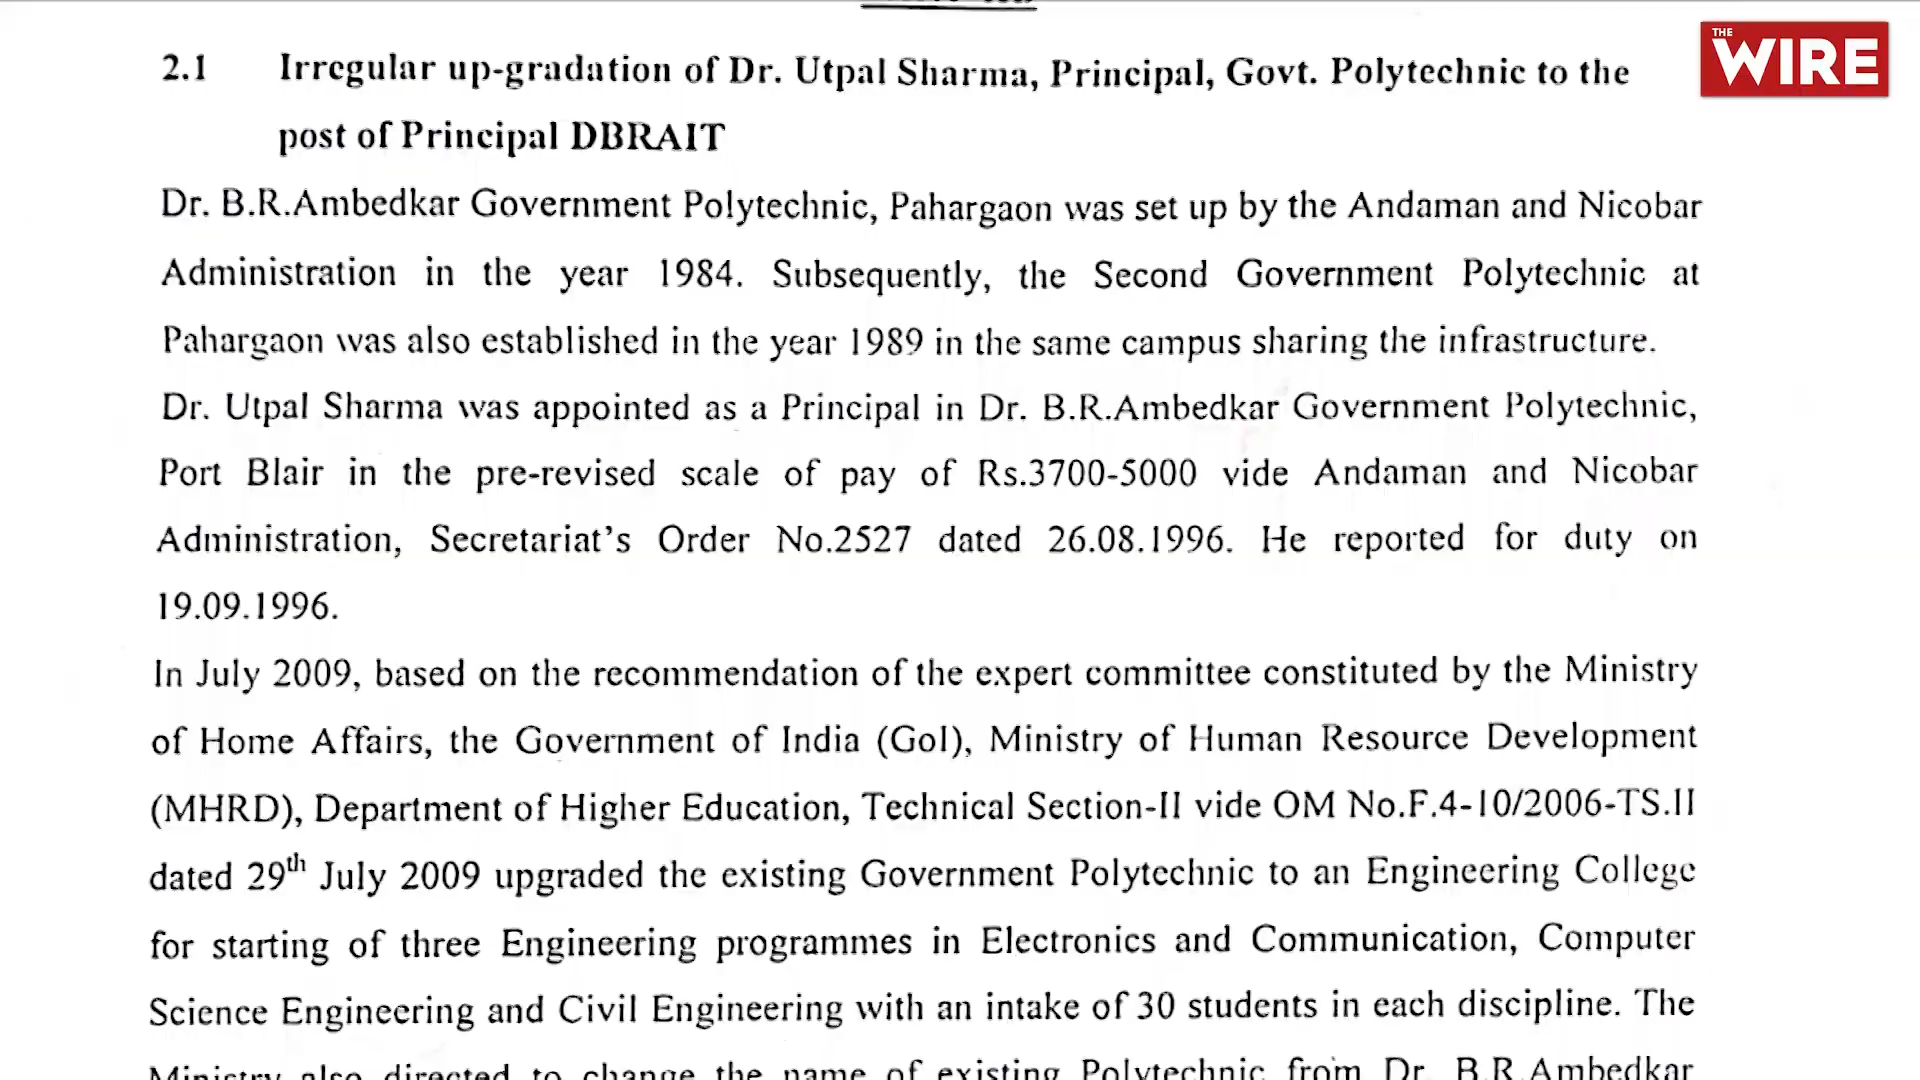 THE WIRE
2.1 Irregular up-gradation of Dr. Utpal Sharma, Principal, Govt. Polytechnic to the
post of Principal DBRAIT
Dr. B.R.Ambedkar Government Polytechnic, Pahargaon was set up by the Andaman and Nicobar
Administration in the year 1984. Subsequently, the Second Government Polytechnic at
Pahargaon was also established in the year 1989 in the same campus sharing the infrastructure.
Dr. Utpal Sharma was appointed as a Principal in Dr. B.R.Ambedkar Government Polytechnic,
Port Blair in the pre-revised scale of pay of Rs.3700-5000 vide Andaman and Nicobar
Administration, Secretariat's Order No.2527 dated 26.08.1996. He reported for duty on
19.09.1996.
In July 2009, based on the recommendation of the expert committee constituted by the Ministry
of Home Affairs, the Government of India (GoI), Ministry of Human Resource Development
(MHRD), Department of Higher Education, Technical Section-II vide OM No.F.4-10/2006-TS.II
dated 29th July 2009 upgraded the existing Government Polytechnic to an Engineering College
for starting of three Engineering programmes in Electronics and Communication, Computer
Science Engineering and Civil Engineering with an intake of 30 students in each discipline. The
Ministry also directed to change the name of existing Polytechnic from Dr. B.R.Ambedkar